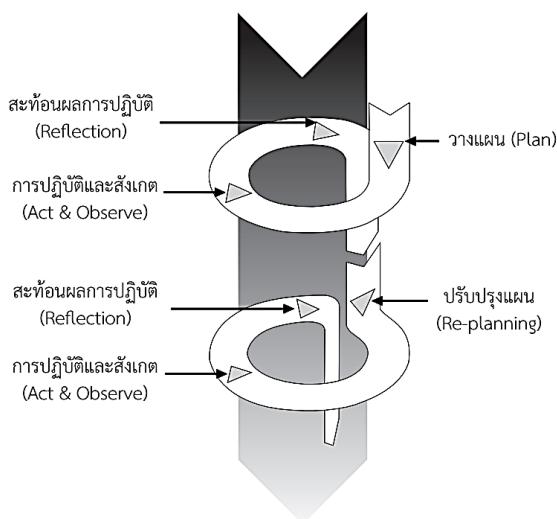 สะท้อนผลการปฏิบัติ
(Reflection)
วางแผน (Plan)
การปฏิบัติและสังเกต
(Act & Observe)
สะท้อนผลการปฏิบัติ
(Reflection)
ปรับปรุงแผน
(Re-planning)
การปฏิบัติและสังเกต
(Act & Observe)